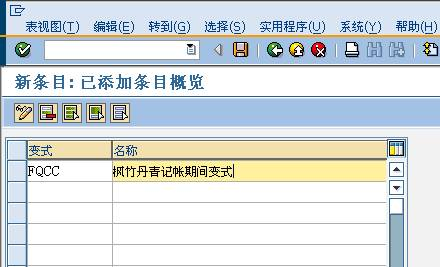 表视图(T) 编辑(E) 转到(G) 选择(S) 实用程序(U) 系统(Y) 帮助(H)
新条目:已添加条目概览
变式 名称
FQCC 枫竹丹青记帐期间变式